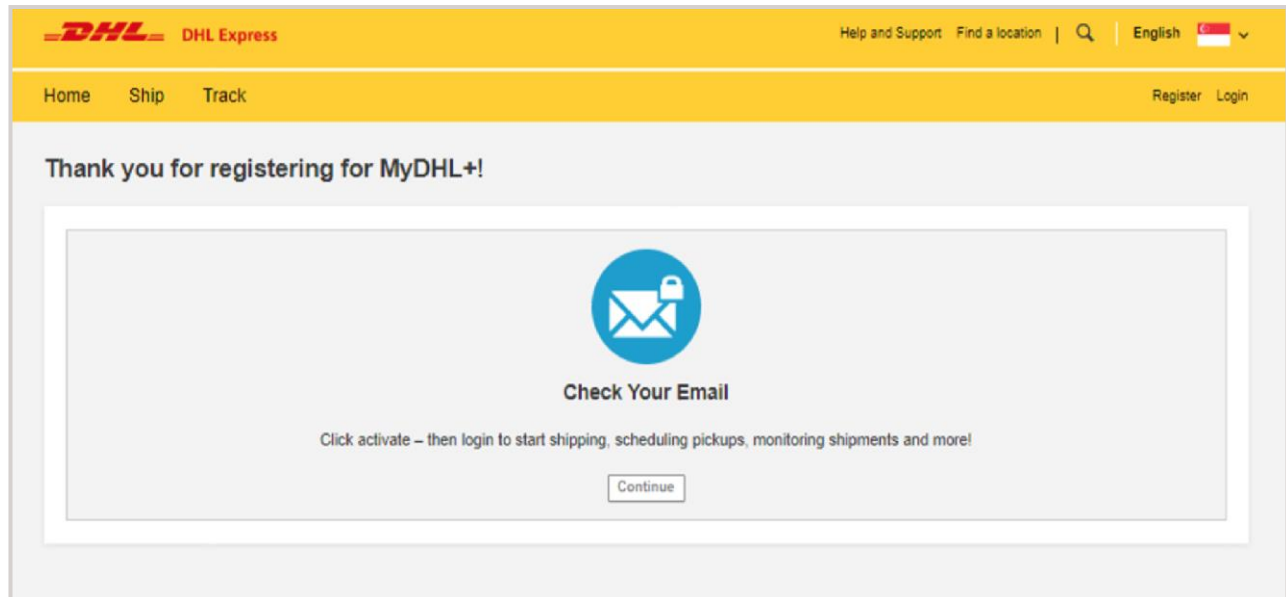 DHL DHL Express
Help and Support Find a location | English
Home Ship Track
Register Login
Thank you for registering for MyDHL+!
Check Your Email
Click activate – then login to start shipping, scheduling pickups, monitoring shipments and more!
Continue